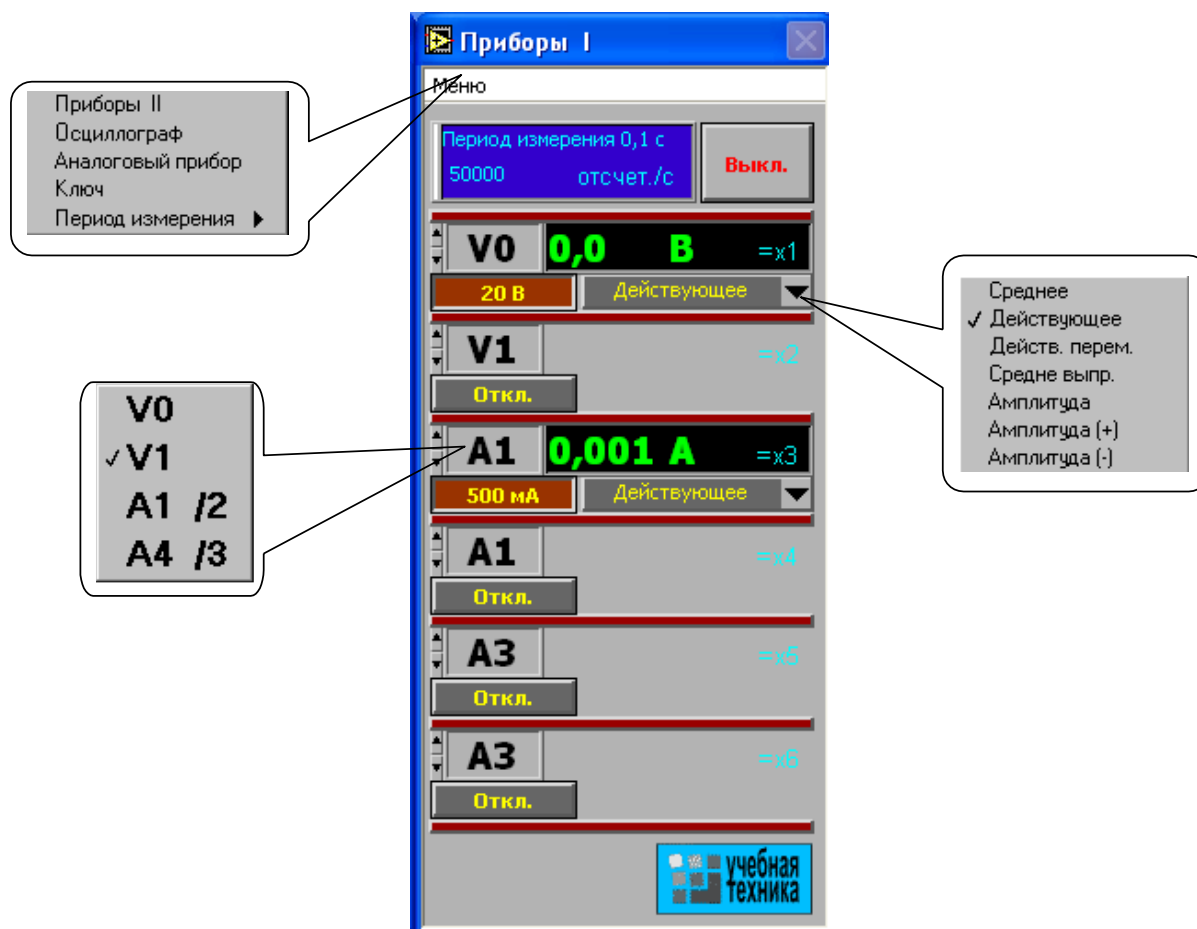 Приборы I
Меню
Приборы II
Осциллограф
Аналоговый прибор
Ключ
Период измерения
Период измерения 0,1 с
50000 отсчет./с
Выкл.
V0 0,0 В =x1
20 В Действующее
V1 =x2
Откл.
A1 0,001 A =x3
500 мА Действующее
A1 =x4
Откл.
A3 =x5
Откл.
A3 =x6
Откл.
V0
V1
A1 /2
A4 /3
Среднее
Действующее
Действ. перем.
Средне выпр.
Амплитуда
Амплитуда (+)
Амплитуда (-)
учебная
техника